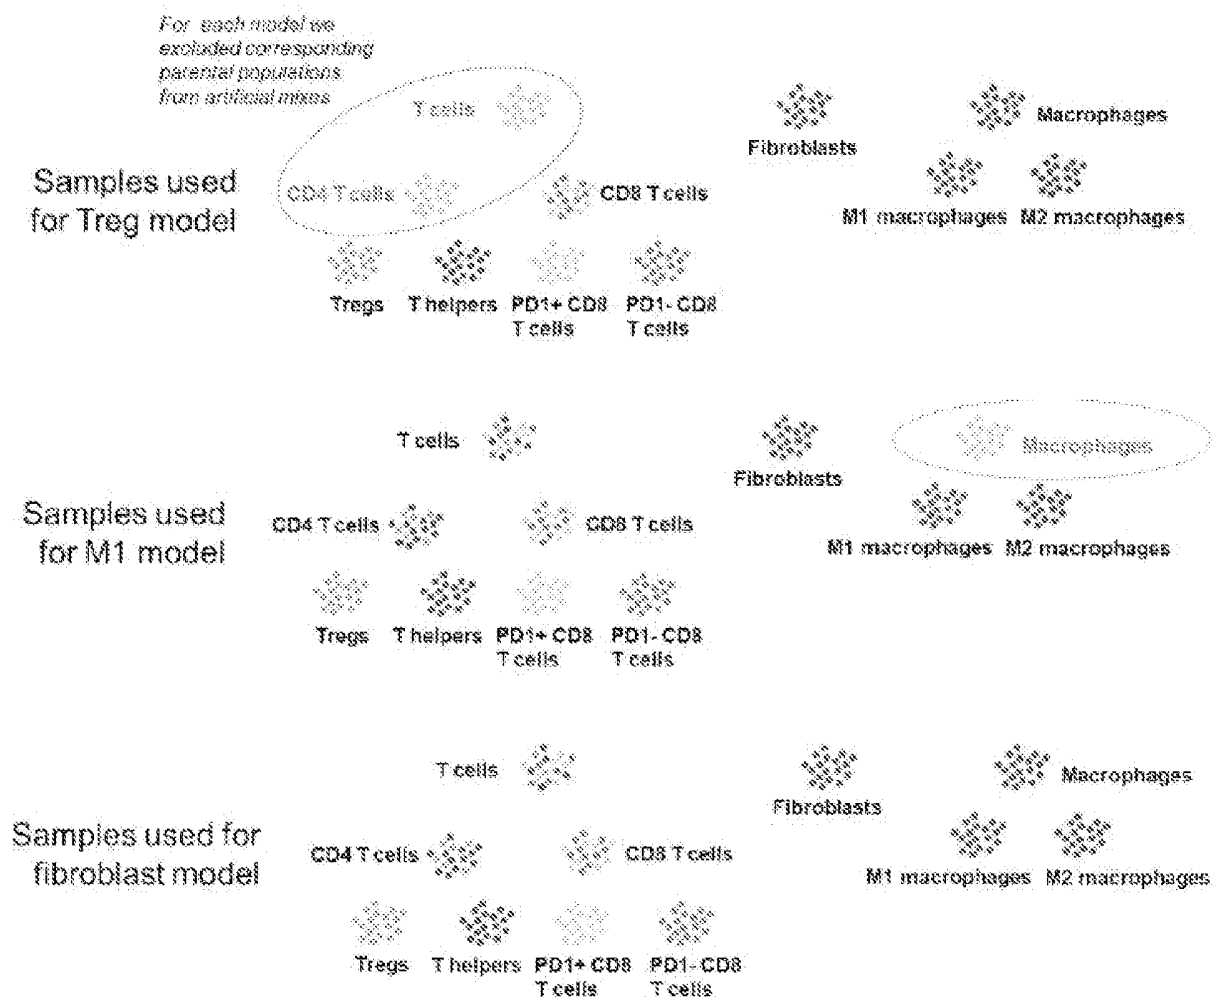 For each model we
excluded corresponding
parental populations
from artificial mixes
T cells
Fibroblasts
Macrophages
Samples used
for Treg model
CD4 T cells
CD8 T cells
M1 macrophages
M2 macrophages
Tregs
T helpers
PD1+ CD8
T cells
PD1- CD8
T cells
T cells
Fibroblasts
Macrophages
Samples used
for M1 model
CD4 T cells
CD8 T cells
M1 macrophages
M2 macrophages
Tregs
T helpers
PD1+ CD8
T cells
PD1- CD8
T cells
T cells
Fibroblasts
Macrophages
Samples used for
fibroblast model
CD4 T cells
CD8 T cells
M1 macrophages
M2 macrophages
Tregs
T helpers
PD1+ CD8
T cells
PD1- CD8
T cells